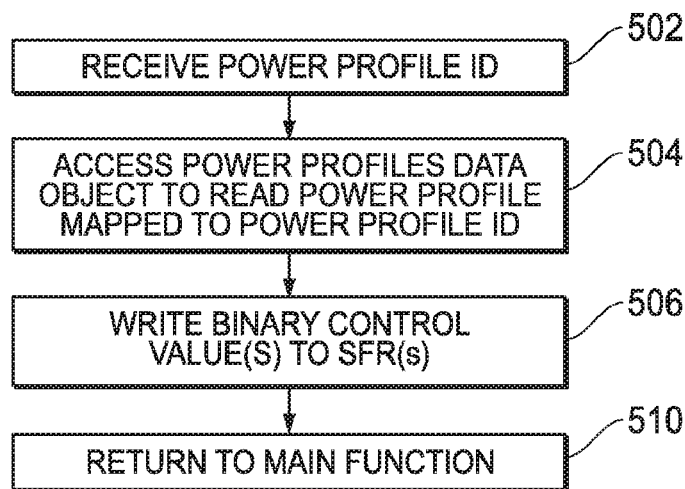 502
RECEIVE POWER PROFILE ID
504
ACCESS POWER PROFILES DATA
OBJECT TO READ POWER PROFILE
MAPPED TO POWER PROFILE ID
506
WRITE BINARY CONTROL
VALUE(S) TO SFR(s)
510
RETURN TO MAIN FUNCTION